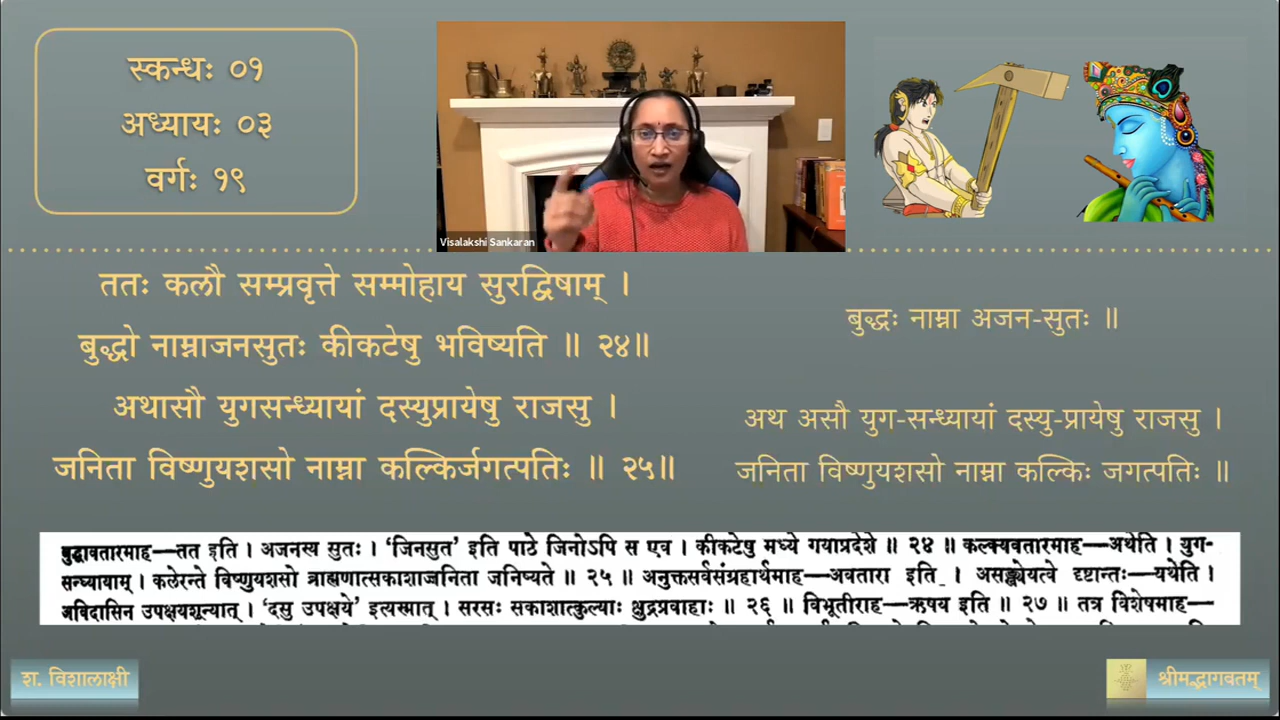 स्कन्धः ०१
अध्यायः ०३
वर्गः १९
Visalakshi Sankaran
ततः कलौ सम्प्रवृत्ते सम्मोहाय सुरद्विषाम् ।
बुद्धो नाम्नाजनसुतः कीकटेषु भविष्यति ॥ २४॥
अथासौ युगसन्ध्यायां दस्युप्रायेषु राजसु ।
जनिता विष्णुयशसो नाम्ना कल्किर्जगत्पतिः ॥ २५॥
बुद्धः नाम्ना अजन-सुतः ॥
अथ असौ युग-सन्ध्यायां दस्यु-प्रायेषु राजसु ।
जनिता विष्णुयशसो नाम्ना कल्किः जगत्पतिः ॥
बुद्धावतारमाह—तत इति । अजनस्य सुतः । ‘जिनसुत’ इति पाठे जिनोऽपि स एव । कीकटेषु मध्ये गयाप्रदेशे ॥ २४ ॥ कल्क्यवतारमाह—अथेति । युग-
सन्ध्यायाम् । कलेरन्ते विष्णुयशसो ब्राह्मणात्सकाशाज्जनिता जनिष्यते ॥ २५ ॥ अनुक्तसर्वसंग्रहार्थमाह—अवतारा इति । असङ्ख्येयत्वे दृष्टान्तः—यथेति ।
अविदासिन उपक्षयशून्यात् । ‘दसु उपक्षये’ इत्यस्मात् । सरसः सकाशात्कुल्याः क्षुद्रप्रवाहाः ॥ २६ ॥ विभूतीराह—ऋषय इति ॥ २७ ॥ तत्र विशेषमाह—
श. विशालाक्षी
श्रीमद्भागवतम्